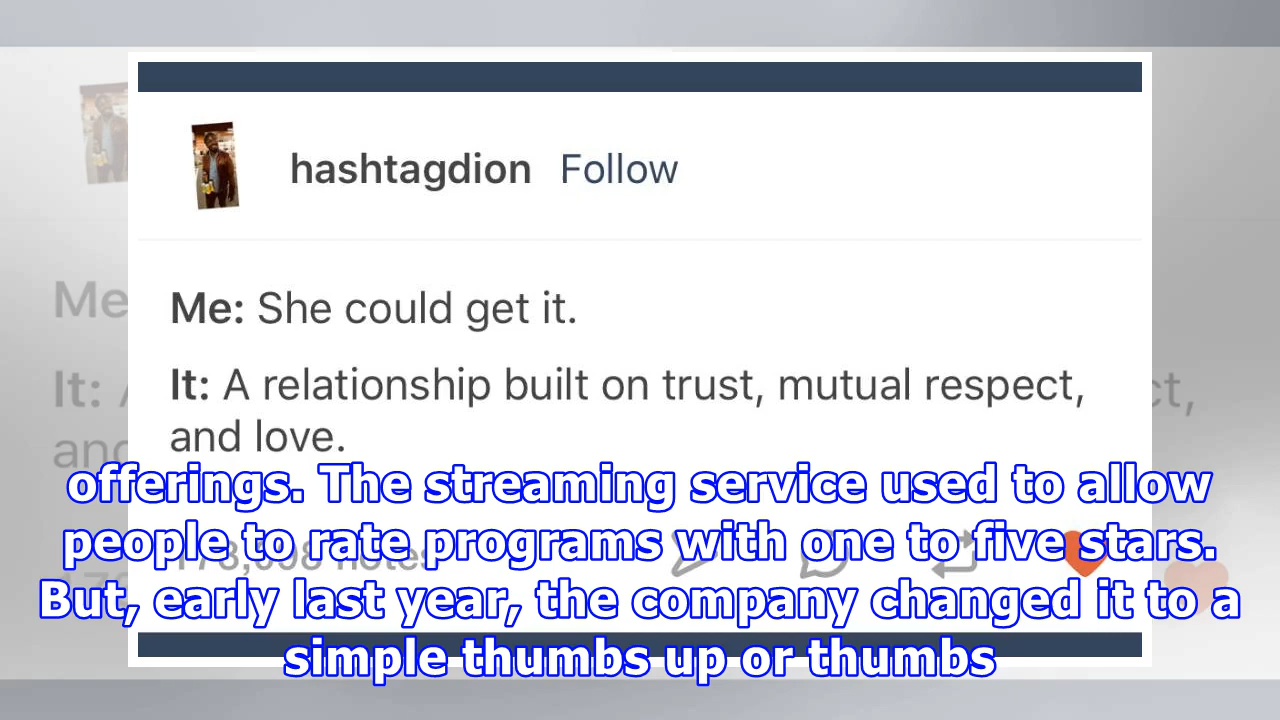 hashtagdion Follow
Me: She could get it.
It: A relationship built on trust, mutual respect,
and love.
offerings. The streaming service used to allow
people to rate programs with one to five stars.
But, early last year, the company changed it to a
simple thumbs up or thumbs